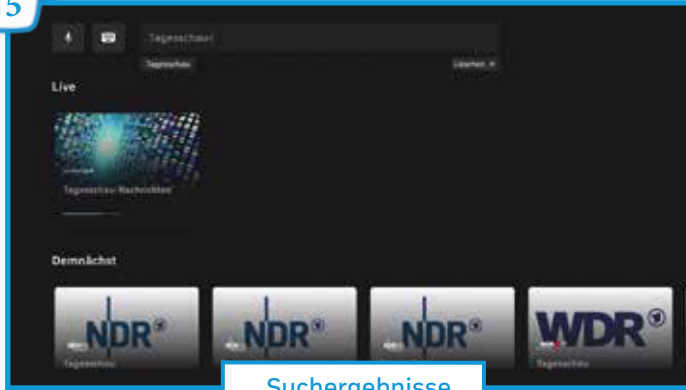 5
Tagesschau
Tagesschau Löschen
Live
Tagesschau-Nachrichten
Demnächst
NDR NDR NDR WDR
Tagesschau Tagesschau
Suchergebnisse